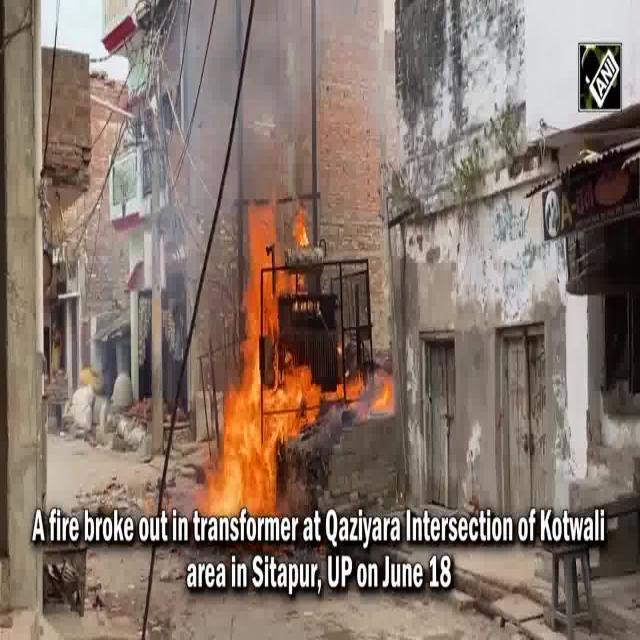 ANI
A fire broke out in transformer at Qaziyara Intersection of Kotwali
area in Sitapur, UP on June 18